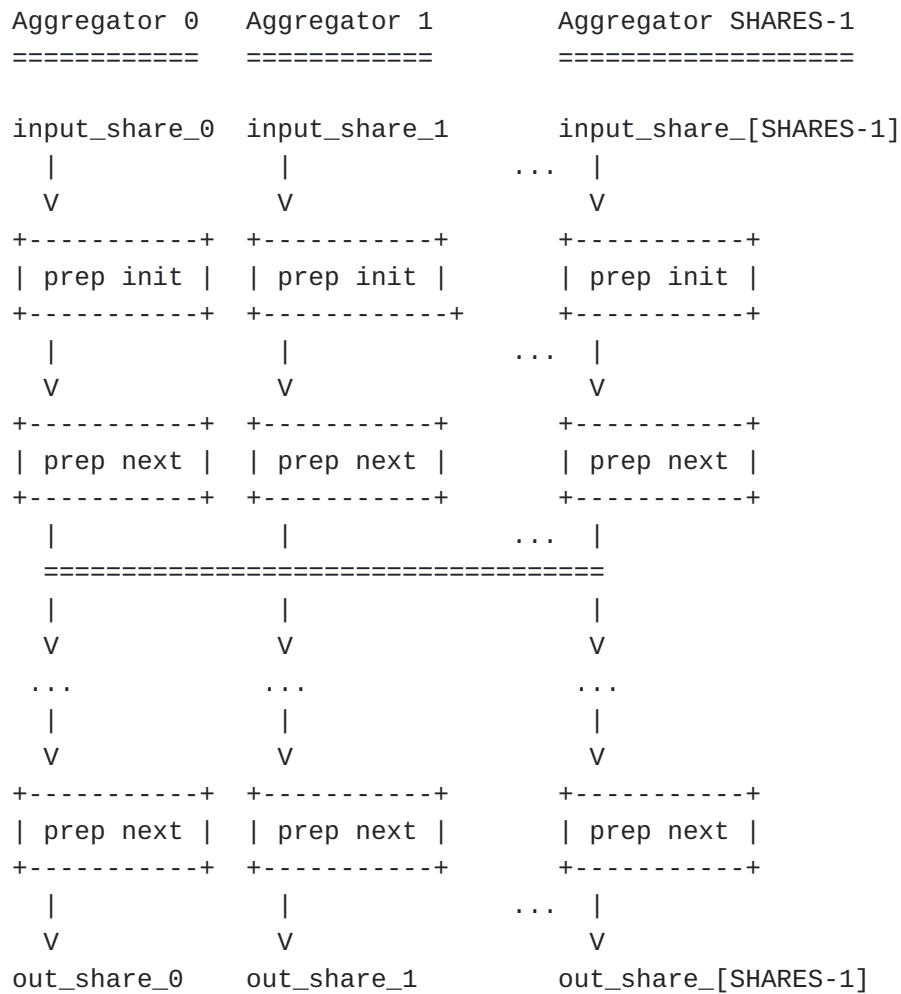 Aggregator 0   Aggregator 1        Aggregator SHARES-1
============   ============        ===================

input_share_0  input_share_1       input_share_[SHARES-1]
  |              |              ...  |
  V              V                   V
+-----------+  +-----------+       +-----------+
| prep init |  | prep init |       | prep init |
+-----------+  +------------+      +-----------+
  |              |              ...  |
  V              V                   V
+-----------+  +-----------+       +-----------+
| prep next |  | prep next |       | prep next |
+-----------+  +-----------+       +-----------+
  |              |              ...  |
  ====================================
  |              |                   |
  V              V                   V
 ...            ...                 ...
  |              |                   |
  V              V                   V
+-----------+  +-----------+       +-----------+
| prep next |  | prep next |       | prep next |
+-----------+  +-----------+       +-----------+
  |              |              ...  |
  V              V                   V
out_share_0    out_share_1         out_share_[SHARES-1]